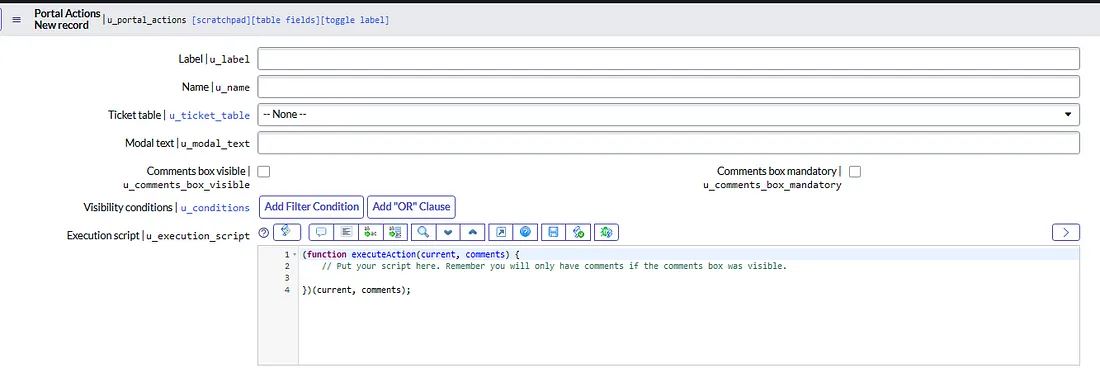 Portal Actions
New record | u_portal_actions [scratchpad][table fields][toggle label]
Label | u_label
Name | u_name
Ticket table | u_ticket_table -- None --
Modal text | u_modal_text
Comments box visible | Comments box mandatory |
u_comments_box_visible u_comments_box_mandatory
Visibility conditions | u_conditions Add Filter Condition Add "OR" Clause
Execution script | u_execution_script
1 (function executeAction(current, comments) {
2 // Put your script here. Remember you will only have comments if the comments box was visible.
3
4 })(current, comments);